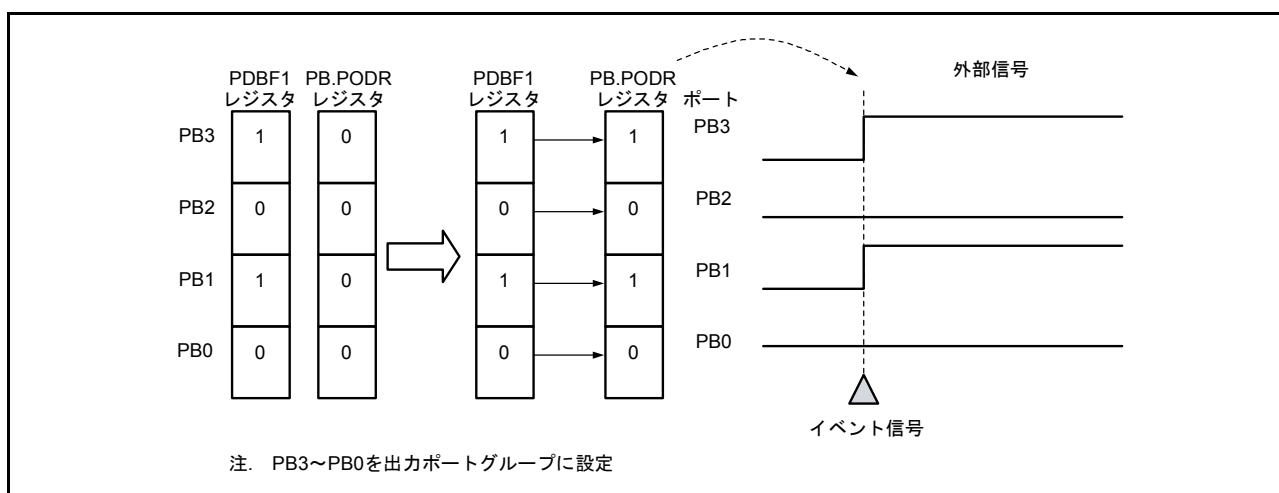 PDBF1 PB.PODR PDBF1 PB.PODR 外部信号
レジスタ レジスタ レジスタ レジスタ ポート
PB3 1 0 1 1 PB3
PB2 0 0 0 0 PB2
PB1 1 0 1 1 PB1
PB0 0 0 0 0 PB0
イベント信号
注. PB3～PB0を出力ポートグループに設定